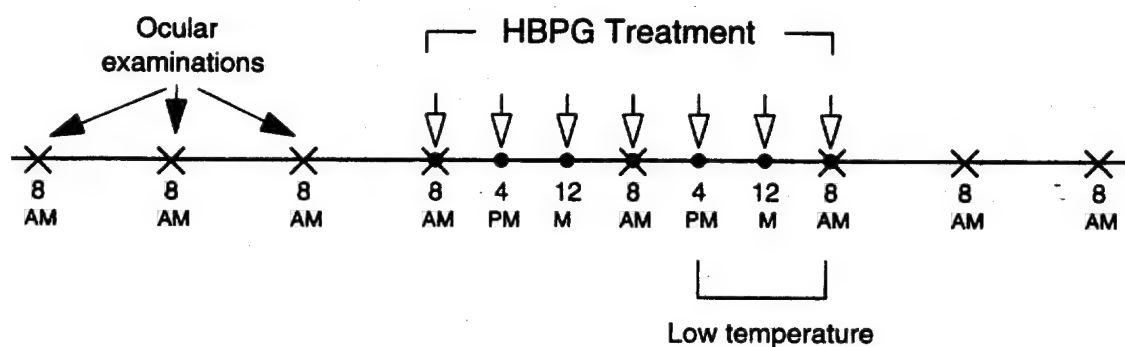 Ocular
examinations
HBPG Treatment
8 8 8 8 4 12 8 4 12 8 8 8
AM AM AM AM PM M AM PM M AM AM AM
Low temperature